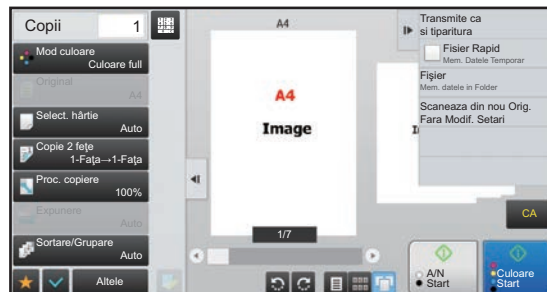 Copii 1
Mod culoare
Culoare full
Original
A4
Select. hârtie
Auto
Copie 2 feţe
1-Faţa→1-Faţa
Proc. copiere
100%
Expunere
Auto
Sortare/Grupare
Auto
Altele
A4
A4
Image
1/7
Transmite ca
si tiparitura
Fisier Rapid
Mem. Datele Temporar
Fişier
Mem. datele in Folder
Scaneaza din nou Orig.
Fara Modif. Setari
CA
A/N
Start
Culoare
Start